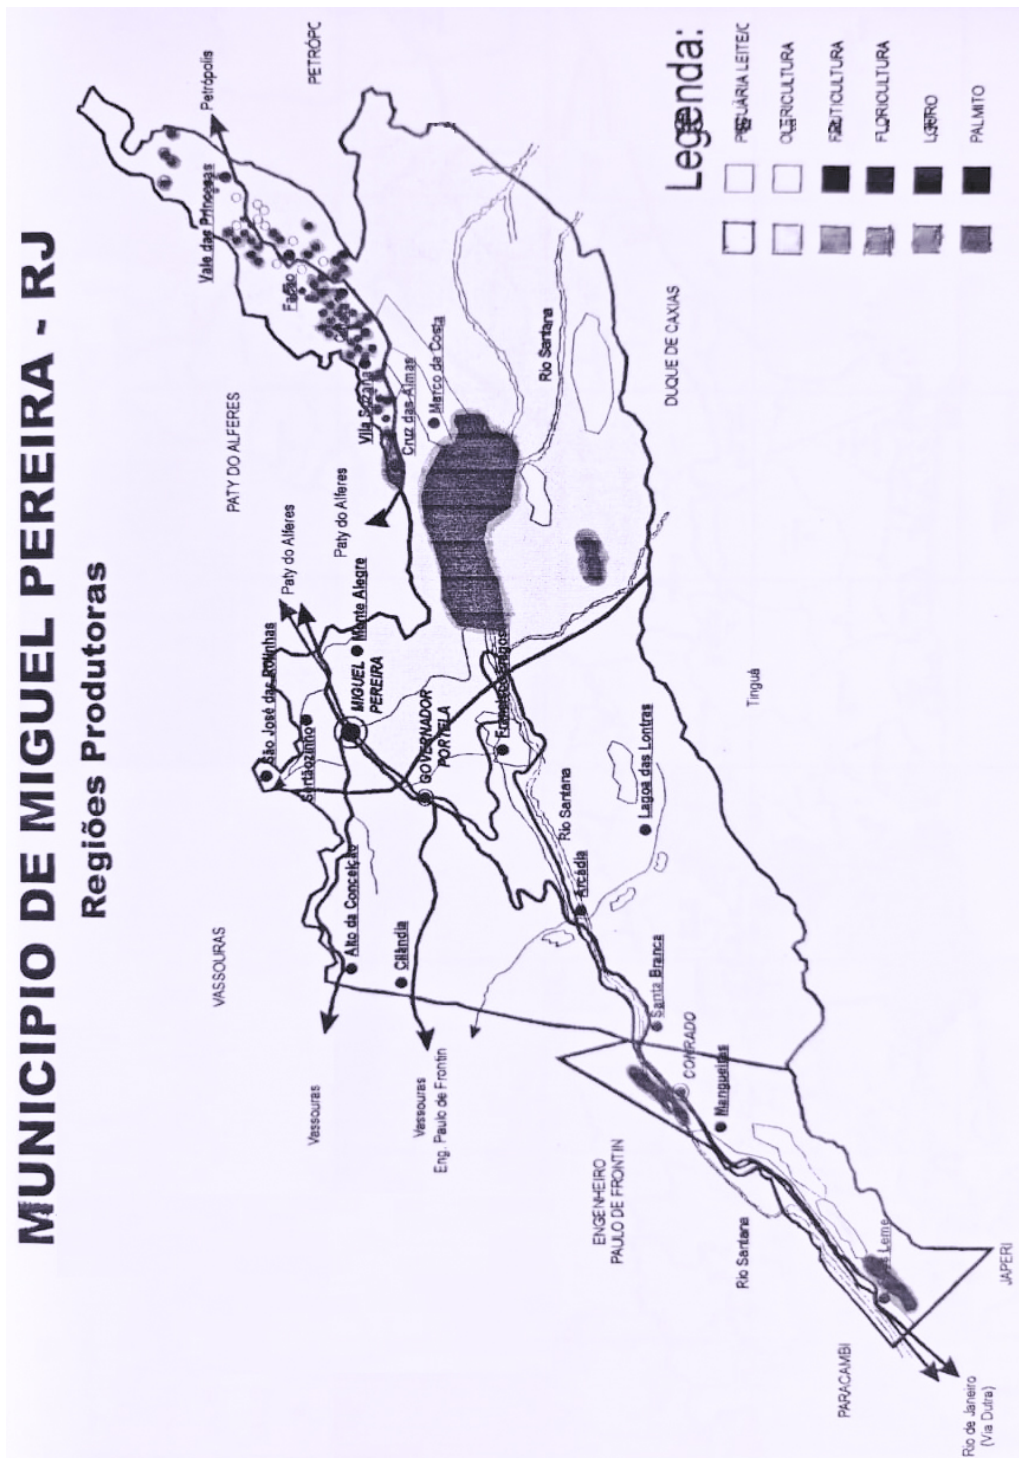 MUNICIPIO DE MIGUEL PEREIRA - RJ
Regiões Produtoras
VASSOURAS
PATY DO ALFERES
Petrópolis
PETRÓPC
Vale das Princesas
Facão
Vila Suzana
Cruz das Almas
Marco da Costa
Paty do Alferes
Paty do Alferes
São José das Rolinhas
Sertãozinho
MIGUEL
PEREIRA
Monte Alegre
GOVERNADOR
PORTELA
Alto da Conceição
Cilândia
Vassouras
Vassouras
Eng. Paulo de Frontin
Rio Santana
DUQUE DE CAXIAS
Rio Santana
Arcádia
Lagoa das Lontras
Tinguá
Santa Branca
CONRADO
Mangueiras
ENGENHEIRO
PAULO DE FRONTIN
Rio Santana
Leme
JAPERI
PARACAMBI
Rio de Janeiro
(Via Dutra)
Legenda:
OLERICULTURA
FRUTICULTURA
FLORICULTURA
PALMITO